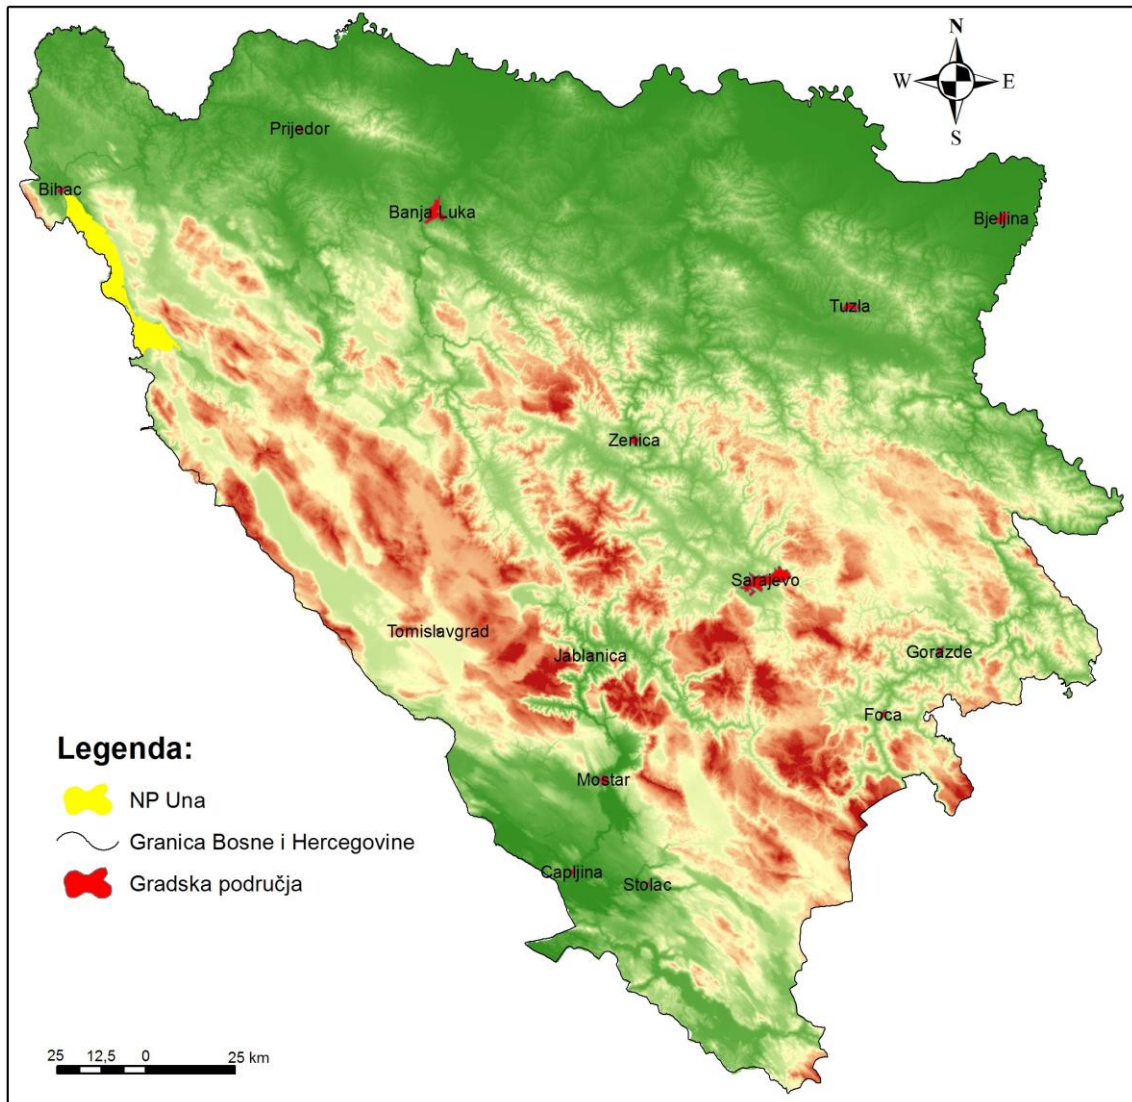 N
W E
S
Prijedor
Bihac
Banja Luka
Bjeljina
Tuzla
Zenica
Sarajevo
Tomislavgrad
Jablanica
Gorazde
Foca
Legenda:
NP Una
Mostar
Granica Bosne i Hercegovine
Capljina
Stolac
Gradska područja
25 12,5 0 25 km